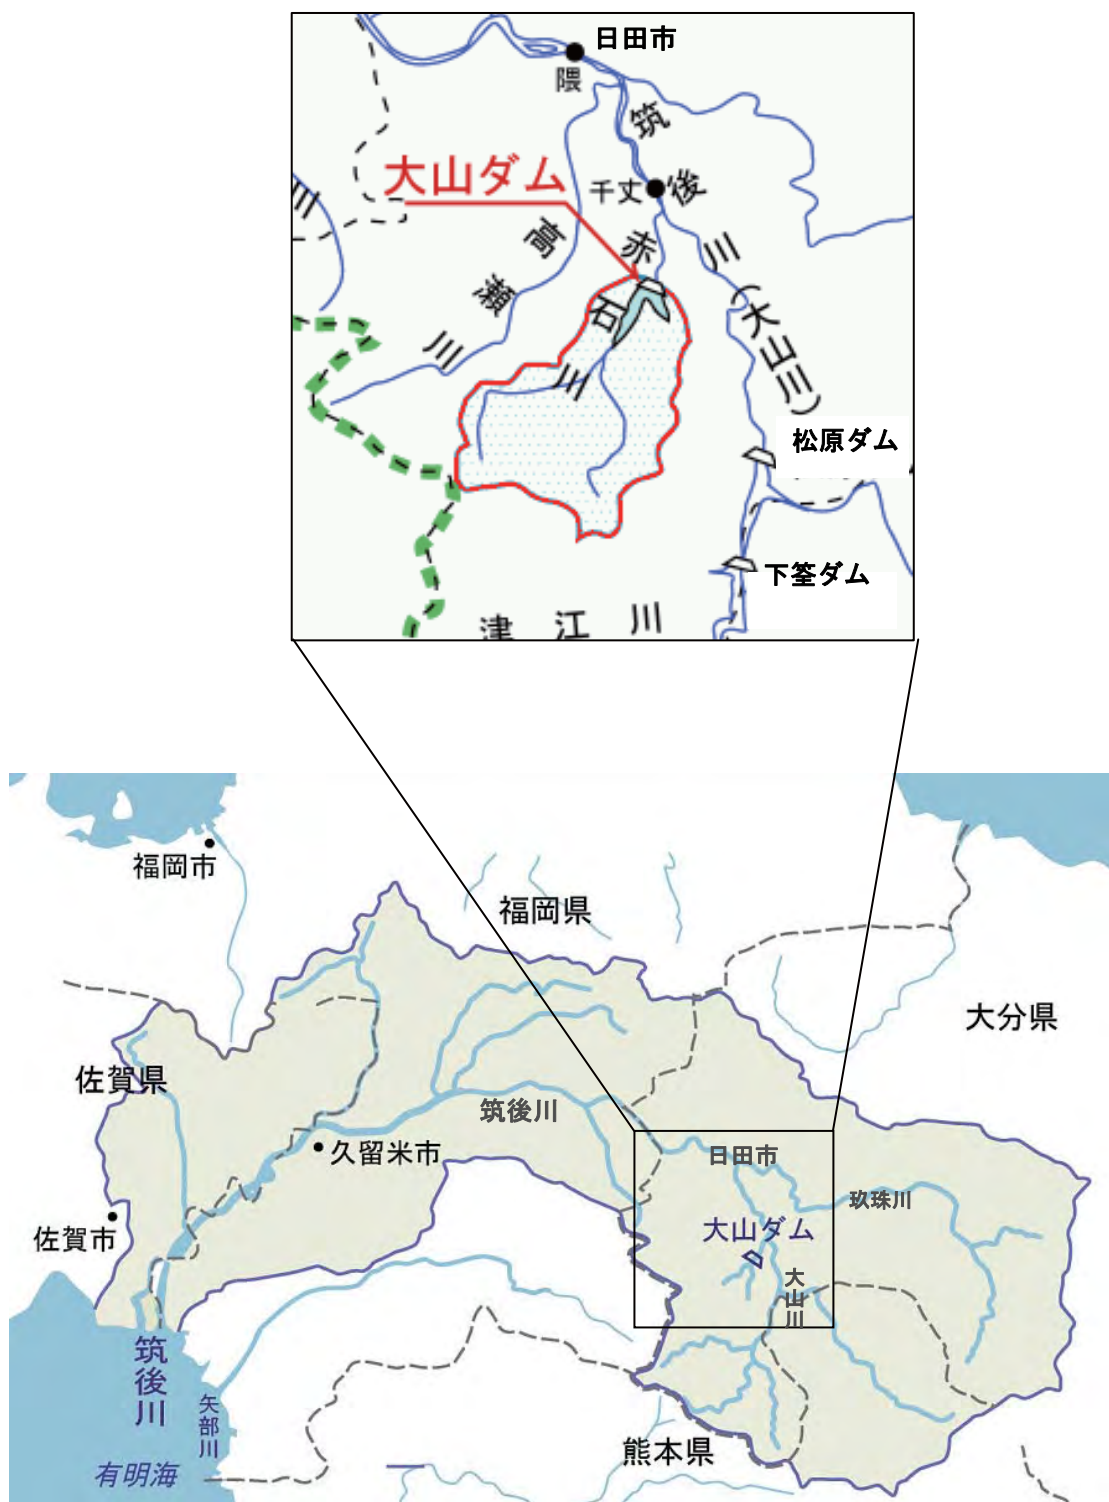 日田市
隈
筑後川(大山川)
大山ダム
千丈
川
高瀬川
赤石川
松原ダム
下筌ダム
津江川
福岡市
福岡県
大分県
佐賀県
筑後川
久留米市
日田市
玖珠川
佐賀市
大山ダム
大山川
筑後川
矢部川
熊本県
有明海